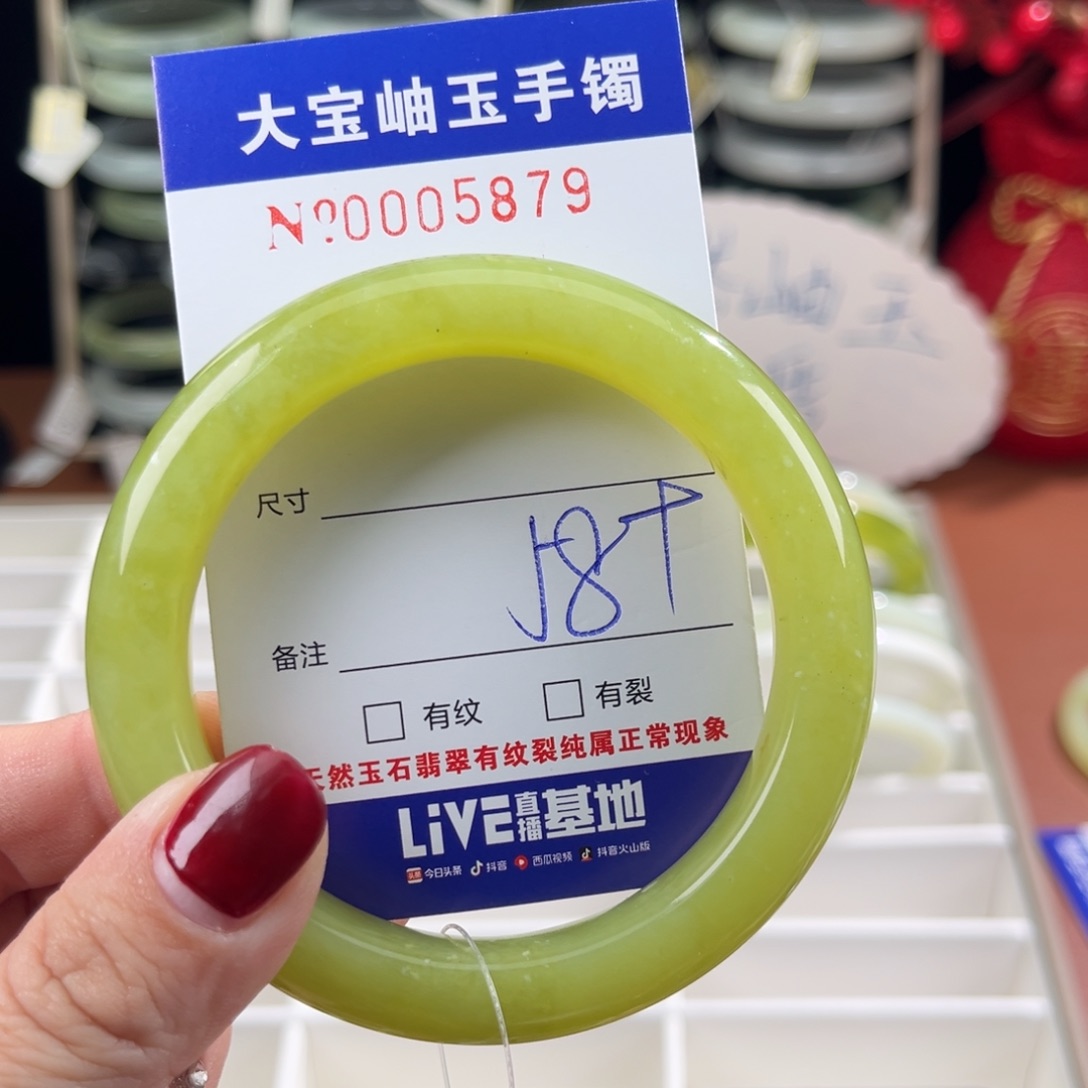 大宝岫玉手镯
Nº0005879
尺寸
备注
有纹 有裂
天然玉石翡翠有纹裂纯属正常现象
LiVE直播基地
今日头条 抖音 西瓜视频 抖音火山版
岫玉